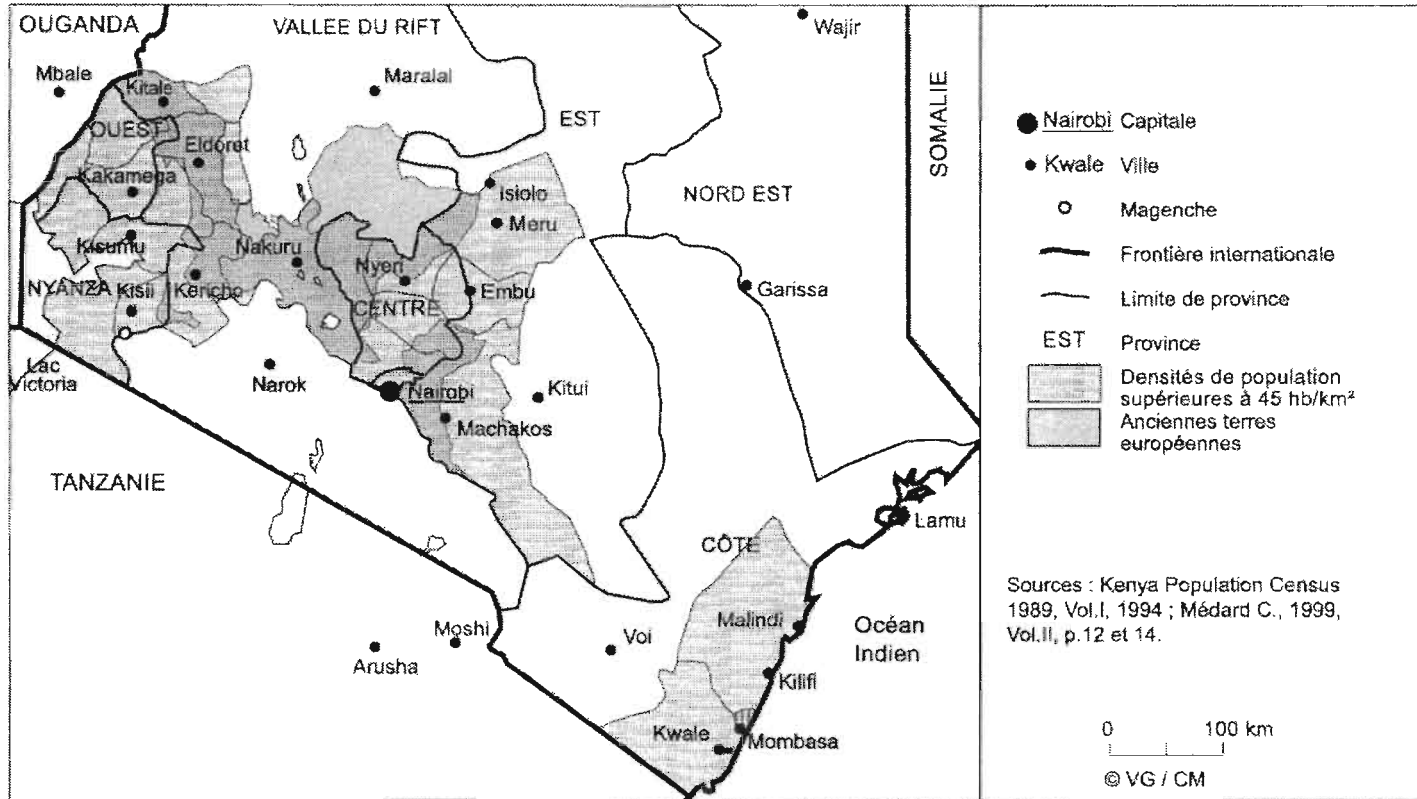 OUGANDA
VALLEE DU RIFT
Wajir
Mbale
Maralal
Kitale
EST
OUEST
Eldoret
SOMALIE
Kakamega
Isiolo
NORD EST
Meru
Kisumu
Nakuru
Nyeri
NYANZA
Kisii
Kericho
Embu
Garissa
CENTRE
Lac
Victoria
Narok
Nairobi
Kitui
Machakos
TANZANIE
Lamu
CÔTE
Malindi
Océan
Indien
Moshi
Voi
Arusha
Kilifi
Kwale
Mombasa
Nairobi Capitale
Kwale Ville
Magenche
Frontière internationale
Limite de province
EST Province
Densités de population
supérieures à 45 hb/km²
Anciennes terres
européennes
Sources : Kenya Population Census
1989, Vol.I, 1994 ; Médard C., 1999,
Vol.II, p.12 et 14.
0 100 km
© VG / CM